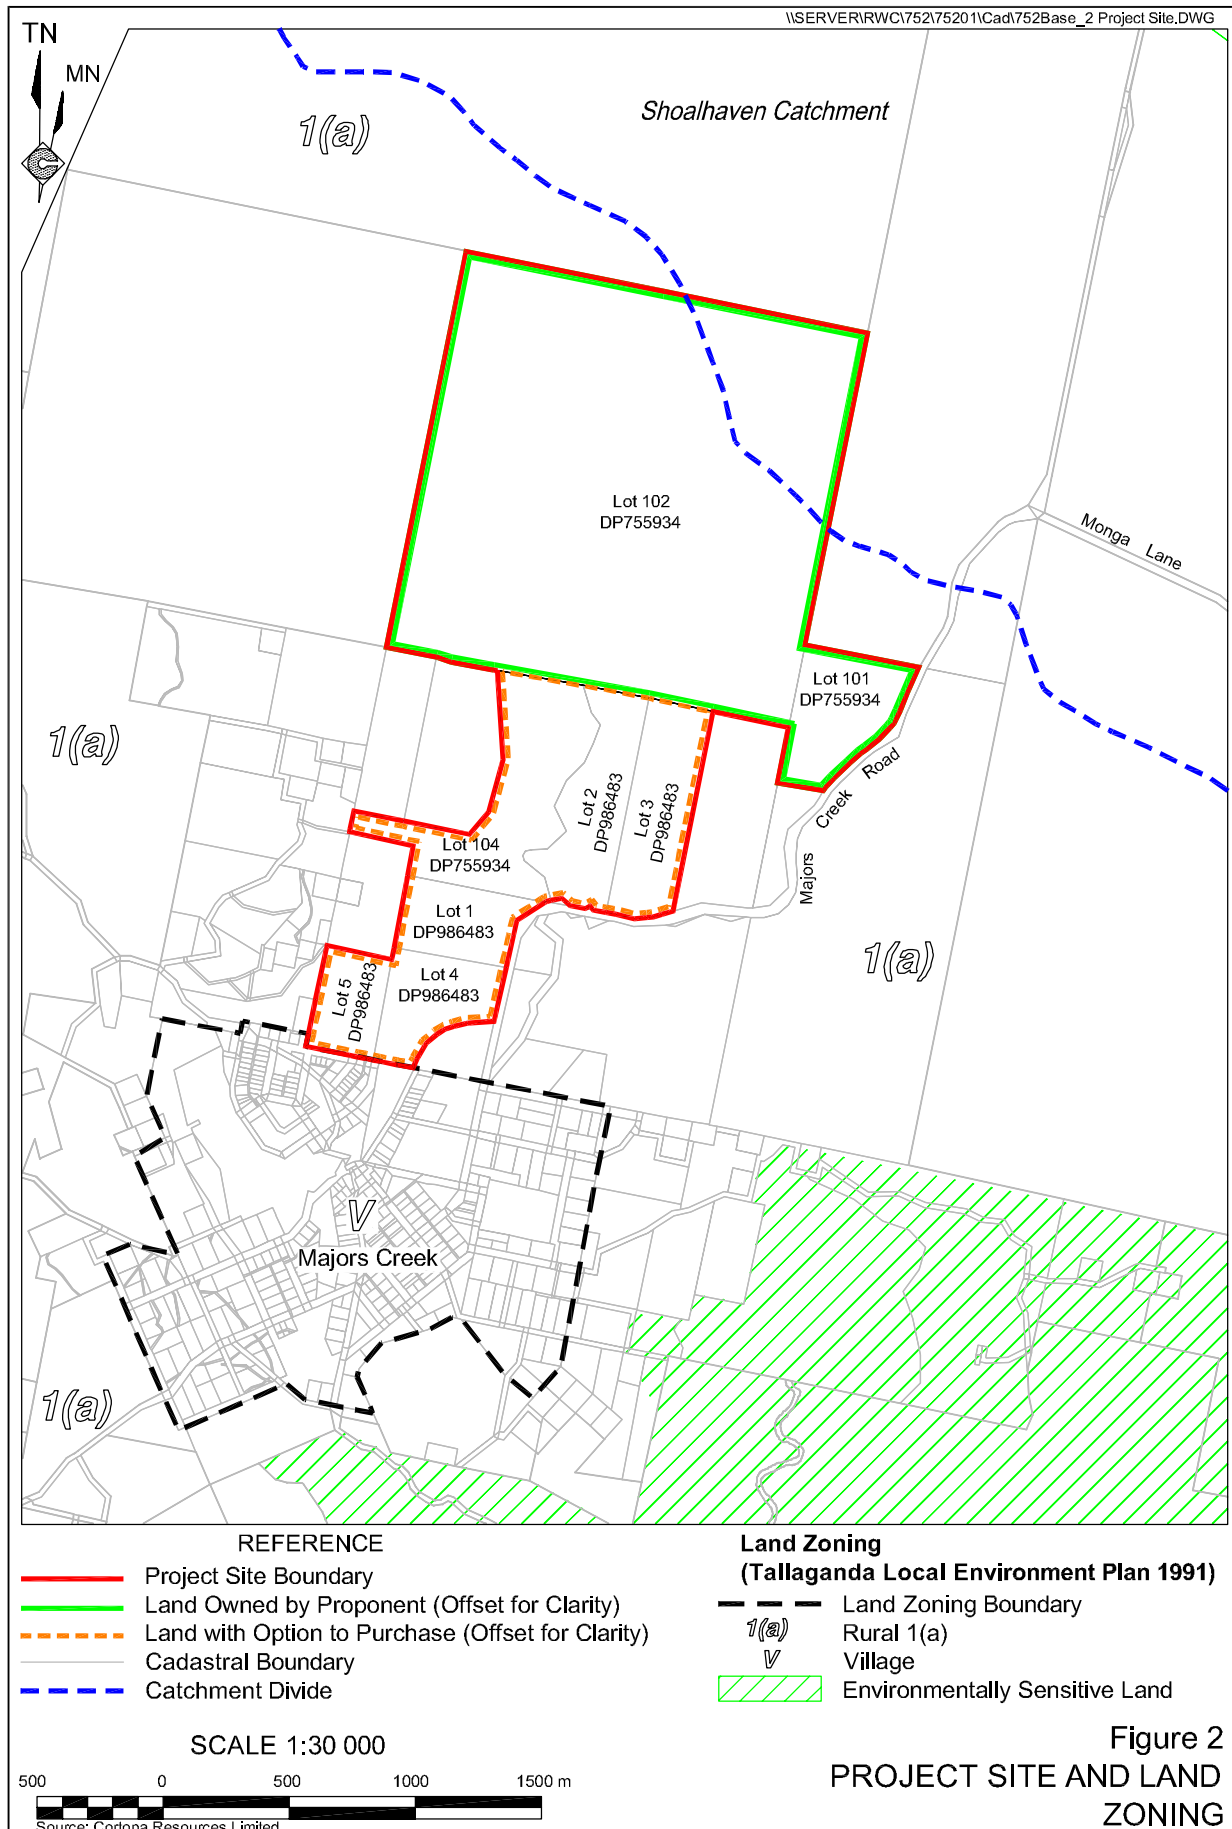 \\SERVER\RWC\752\75201\Cad\752Base_2 Project Site.DWG
TN
MN
1(a)
Shoalhaven Catchment
Lot 102
DP755934
Monga Lane
Lot 101
DP755934
1(a)
Majors Creek Road
Lot 2
DP986483
Lot 3
DP986483
Lot 104
DP755934
Lot 1
DP986483
1(a)
Lot 4
DP986483
Lot 5
DP986483
V
Majors Creek
1(a)
REFERENCE
Project Site Boundary
Land Owned by Proponent (Offset for Clarity)
Land with Option to Purchase (Offset for Clarity)
Cadastral Boundary
Catchment Divide
Land Zoning
(Tallaganda Local Environment Plan 1991)
Land Zoning Boundary
1(a) Rural 1(a)
V Village
Environmentally Sensitive Land
SCALE 1:30 000
500 0 500 1000 1500 m
Source: Cortona Resources Limited
Figure 2
PROJECT SITE AND LAND
ZONING